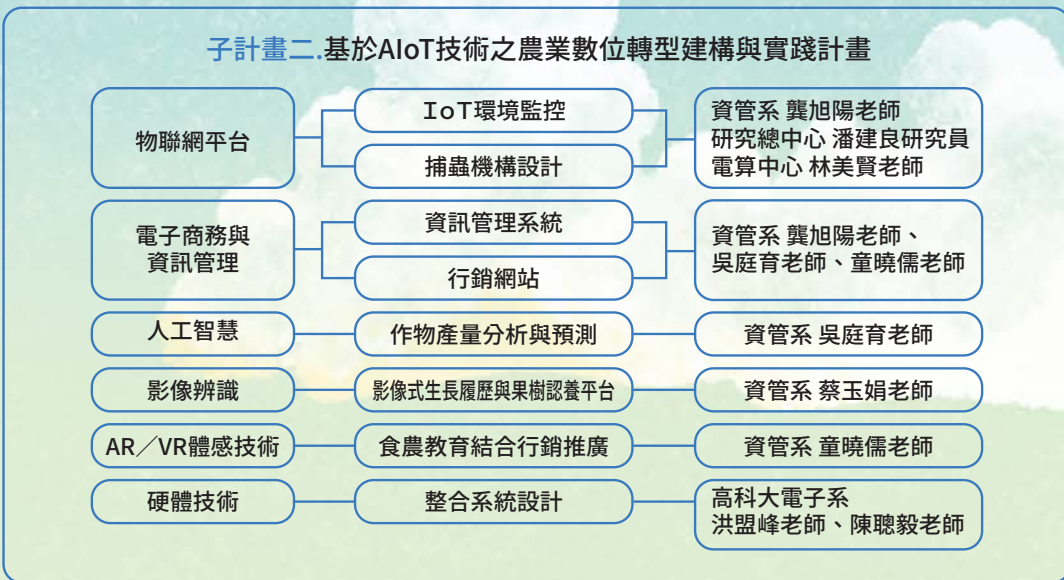 子計畫二.基於AIoT技術之農業數位轉型建構與實踐計畫
物聯網平台
IoT環境監控
捕蟲機構設計
資管系 龔旭陽老師
研究總中心 潘建良研究員
電算中心 林美賢老師
電子商務與
資訊管理
資訊管理系統
行銷網站
資管系 龔旭陽老師、
吳庭育老師、童曉儒老師
人工智慧
作物產量分析與預測
資管系 吳庭育老師
影像辨識
影像式生長履歷與果樹認養平台
資管系 蔡玉娟老師
AR／VR體感技術
食農教育結合行銷推廣
資管系 童曉儒老師
硬體技術
整合系統設計
高科大電子系
洪盟峰老師、陳聰毅老師